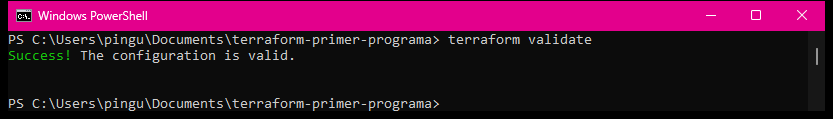 Windows PowerShell
PS C:\Users\pingu\Documents\terraform-primer-programa> terraform validate
Success! The configuration is valid.
PS C:\Users\pingu\Documents\terraform-primer-programa>